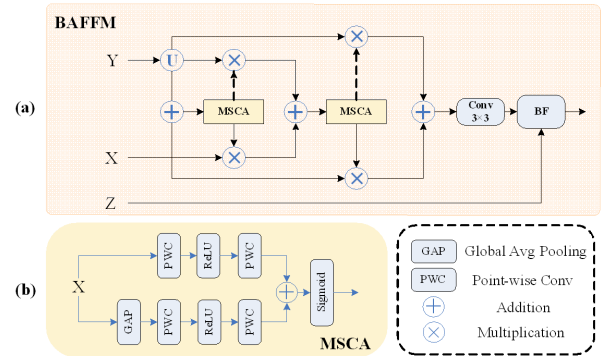 BAFFM
Y
U
MSCA
MSCA
Conv
3×3
BF
(a)
X
Z
X
PWC
ReLU
PWC
GAP
PWC
ReLU
PWC
Sigmoid
(b)
MSCA
GAP
Global Avg Pooling
PWC
Point-wise Conv
Addition
Multiplication